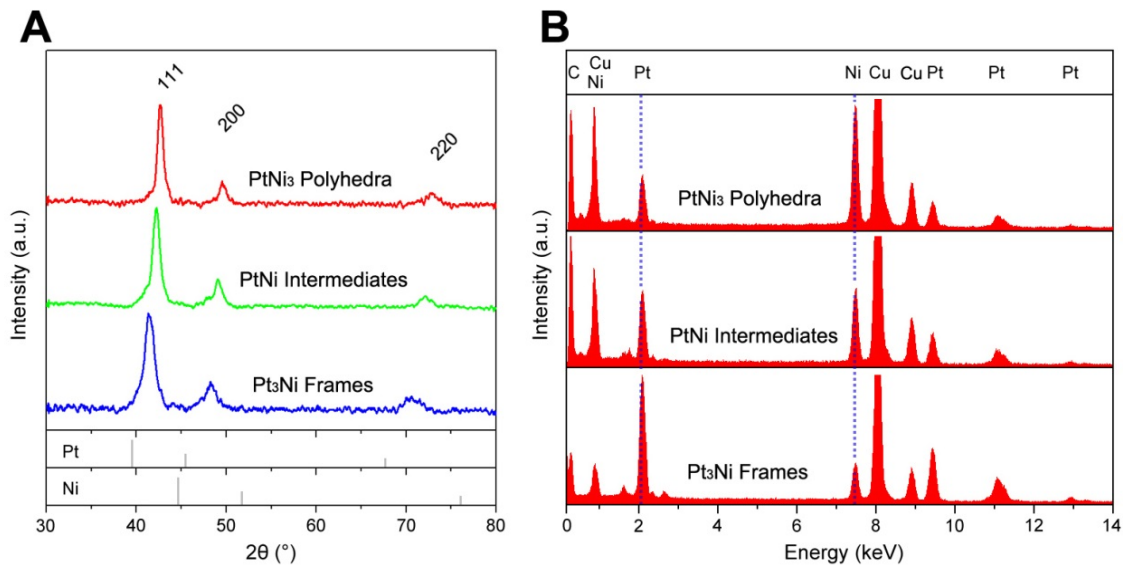 A
111
200
220
PtNi₃ Polyhedra
PtNi Intermediates
Pt₃Ni Frames
Pt
Ni
30 40 50 60 70 80
2θ (°)
Intensity (a.u.)
B
C Cu Ni Pt Ni Cu Cu Pt Pt Pt
PtNi₃ Polyhedra
PtNi Intermediates
Pt₃Ni Frames
0 2 4 6 8 10 12 14
Energy (keV)
Intensity (a.u.)